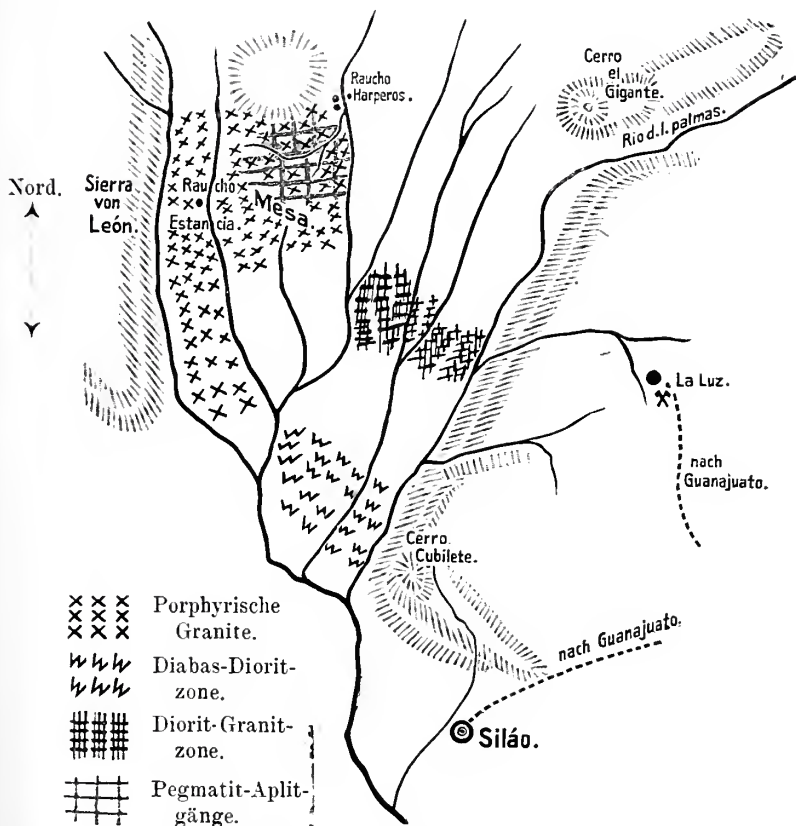 Cerro
el
Gigante.
Raucho
Harperos.
Rio d. l. palmas.
Nord.
Sierra
von
León.
Raucho
Estancia.
Mesa.
La Luz.
nach
Guanajuato.
Cerro
Cubilete.
nach Guanajuato.
Siláo.
Porphyrische
Granite.
Diabas-Diorit-
zone.
Diorit-Granit-
zone.
Pegmatit-Aplit-
gänge.